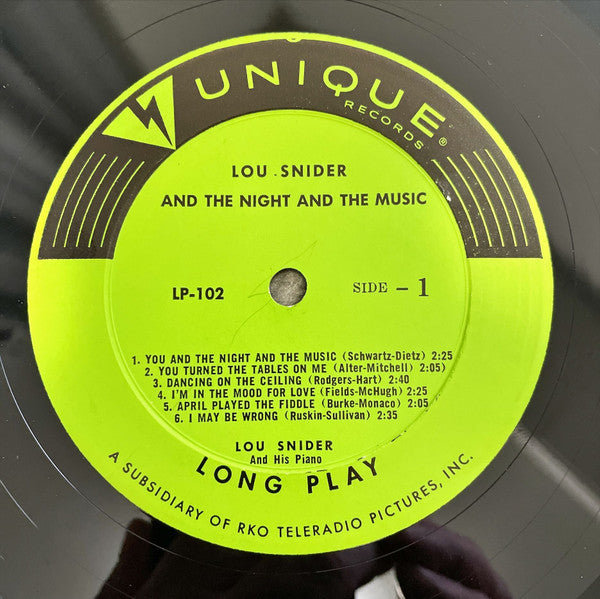 UNIQUE
RECORDS®
LOU SNIDER
AND THE NIGHT AND THE MUSIC
LP-102
SIDE - 1
1. YOU AND THE NIGHT AND THE MUSIC (Schwartz-Dietz) 2:25
2. YOU TURNED THE TABLES ON ME (Alter-Mitchell) 2:05)
3. DANCING ON THE CEILING (Rodgers-Hart) 2:40
4. I'M IN THE MOOD FOR LOVE (Fields-McHugh) 2:25
5. APRIL PLAYED THE FIDDLE (Burke-Monaco) 2:25
6. I MAY BE WRONG (Ruskin-Sullivan) 2:35
LOU SNIDER
And His Piano
LONG PLAY
A SUBSIDIARY OF RKO TELERADIO PICTURES, INC.